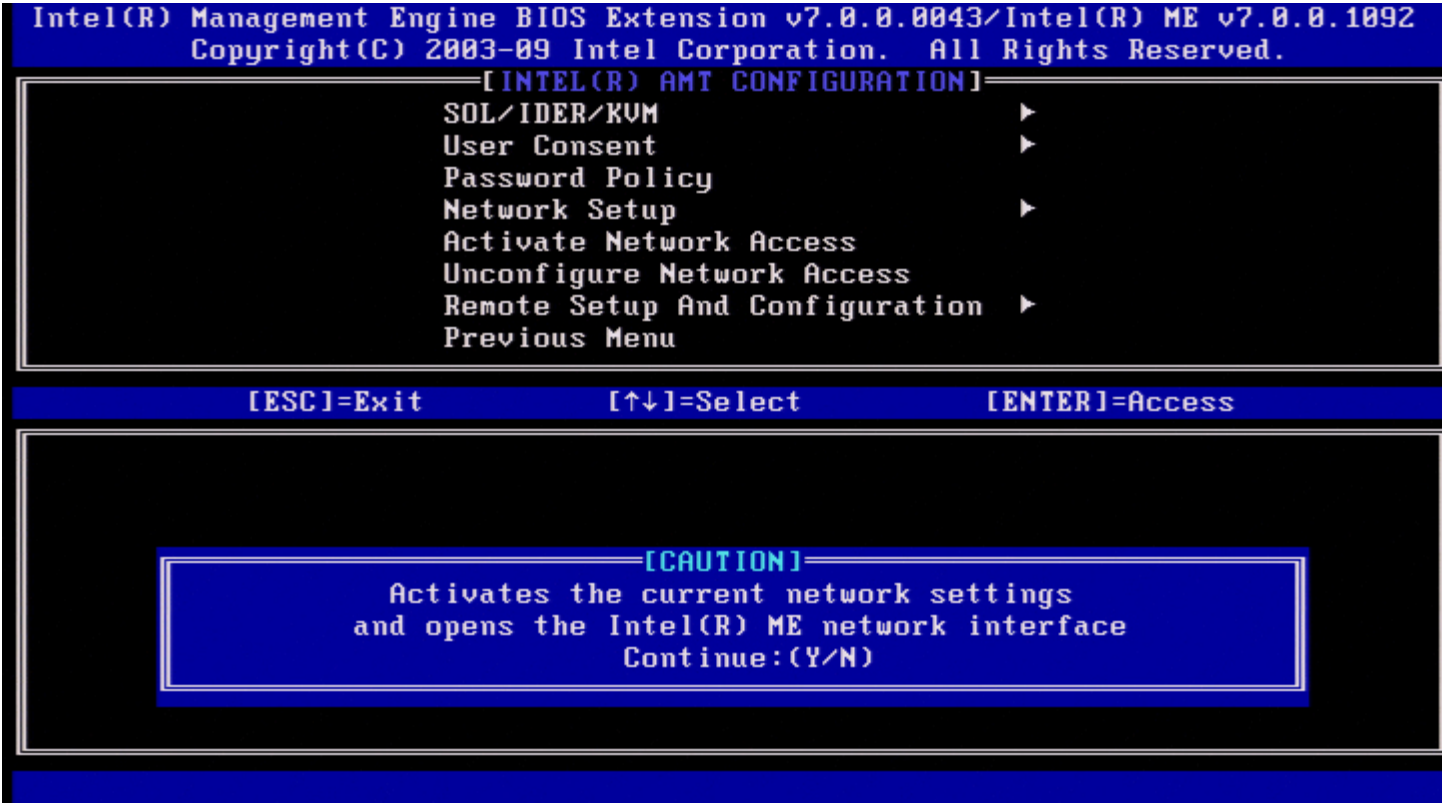 Intel(R) Management Engine BIOS Extension v7.0.0.0043/Intel(R) ME v7.0.0.1092
Copyright(C) 2003-09 Intel Corporation.  All Rights Reserved.
[INTEL(R) AMT CONFIGURATION]
SOL/IDER/KVM ►
User Consent ►
Password Policy
Network Setup ►
Activate Network Access
Unconfigure Network Access
Remote Setup And Configuration ►
Previous Menu
[ESC]=Exit [↑↓]=Select [ENTER]=Access
[CAUTION]
Activates the current network settings
and opens the Intel(R) ME network interface
Continue:(Y/N)